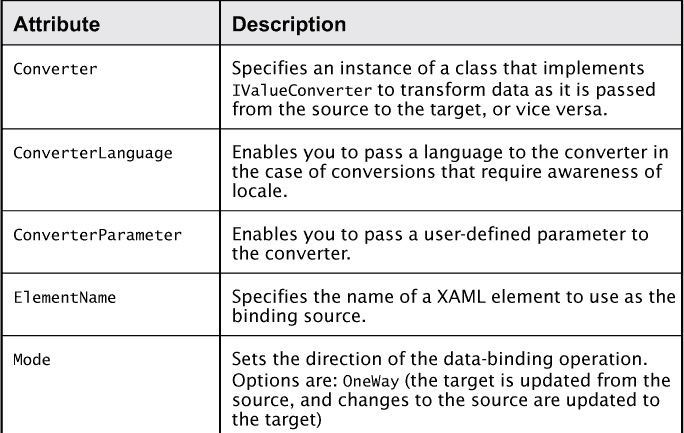 Attribute
Description
Converter
Specifies an instance of a class that implements
IValueConverter to transform data as it is passed
from the source to the target, or vice versa.
ConverterLanguage
Enables you to pass a language to the converter in
the case of conversions that require awareness of
locale.
ConverterParameter
Enables you to pass a user-defined parameter to
the converter.
ElementName
Specifies the name of a XAML element to use as the
binding source.
Mode
Sets the direction of the data-binding operation.
Options are: OneWay (the target is updated from the
source, and changes to the source are updated to
the target)